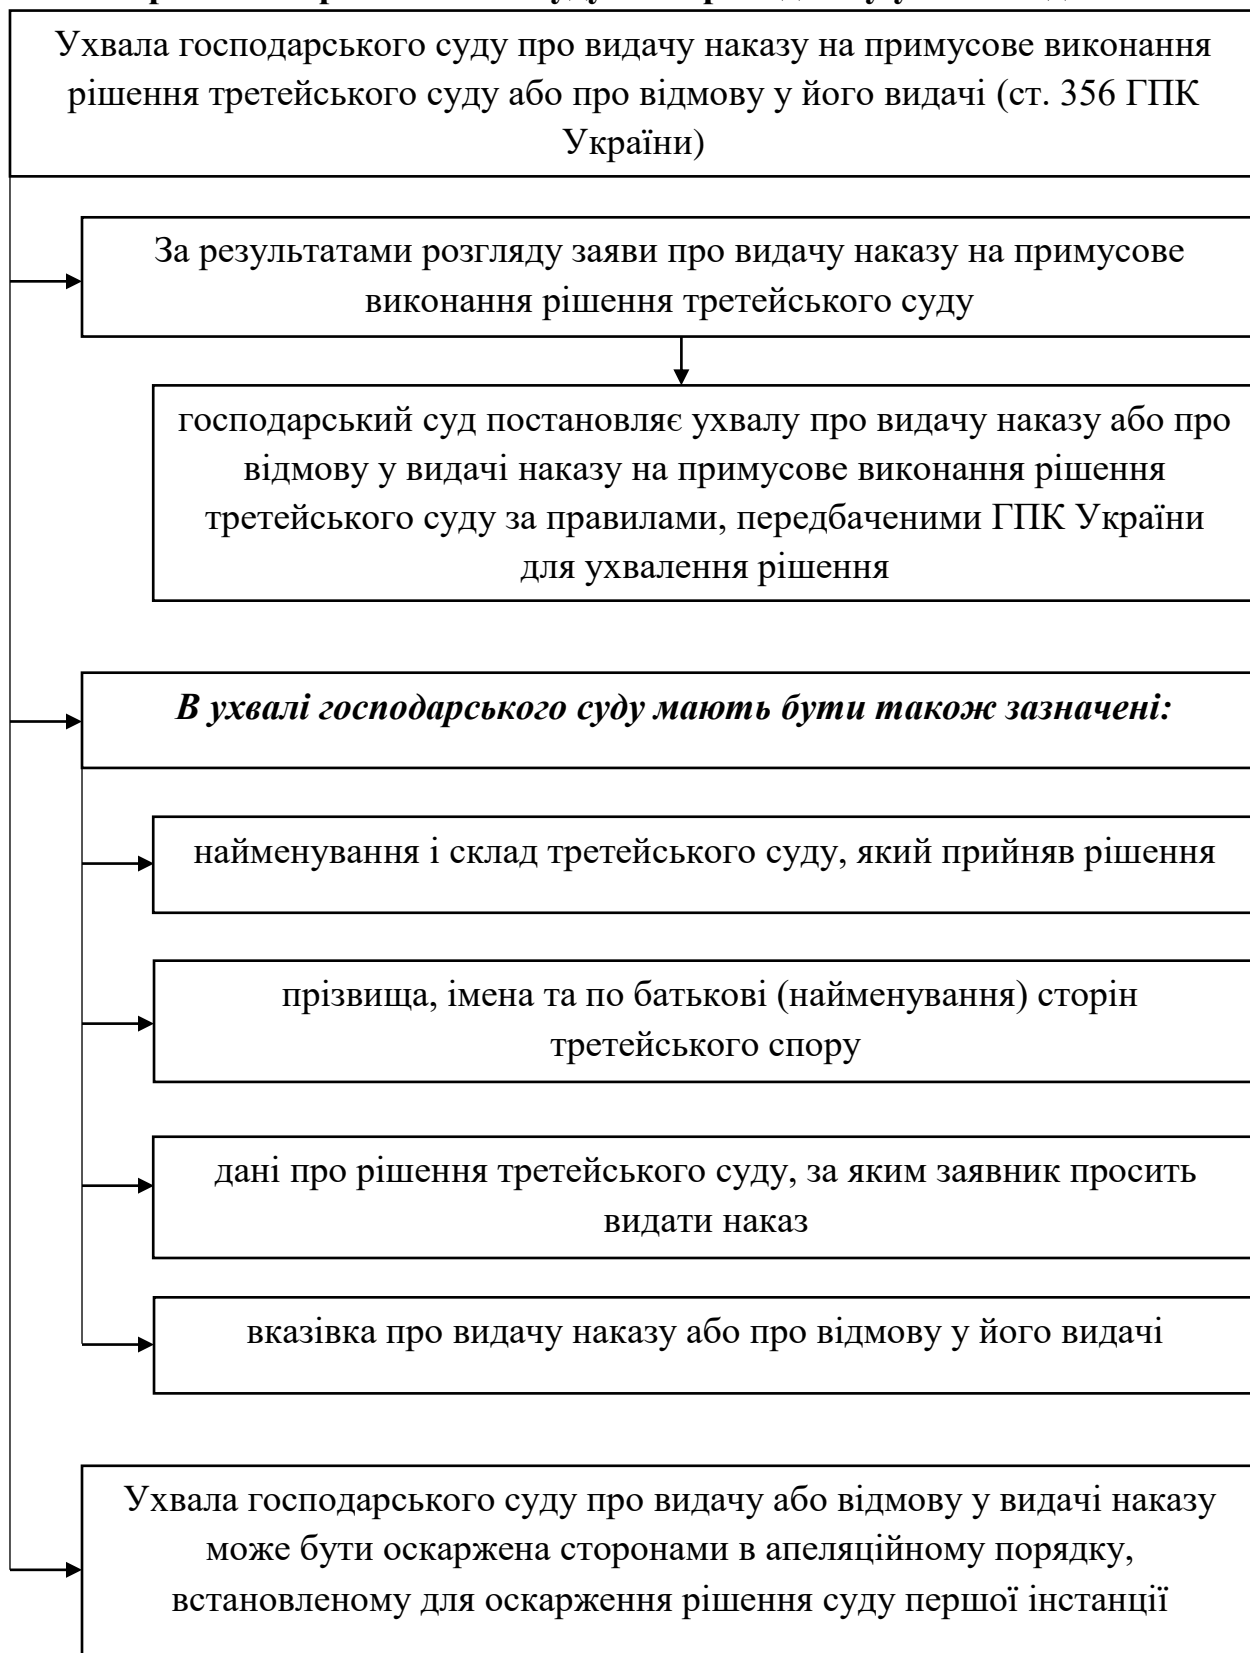 Ухвала господарського суду про видачу наказу на примусове виконання
рішення третейського суду або про відмову у його видачі (ст. 356 ГПК
України)
За результатами розгляду заяви про видачу наказу на примусове
виконання рішення третейського суду
господарський суд постановляє ухвалу про видачу наказу або про
відмову у видачі наказу на примусове виконання рішення
третейського суду за правилами, передбаченими ГПК України
для ухвалення рішення
В ухвалі господарського суду мають бути також зазначені:
найменування і склад третейського суду, який прийняв рішення
прізвища, імена та по батькові (найменування) сторін
третейського спору
дані про рішення третейського суду, за яким заявник просить
видати наказ
вказівка про видачу наказу або про відмову у його видачі
Ухвала господарського суду про видачу або відмову у видачі наказу
може бути оскаржена сторонами в апеляційному порядку,
встановленому для оскарження рішення суду першої інстанції